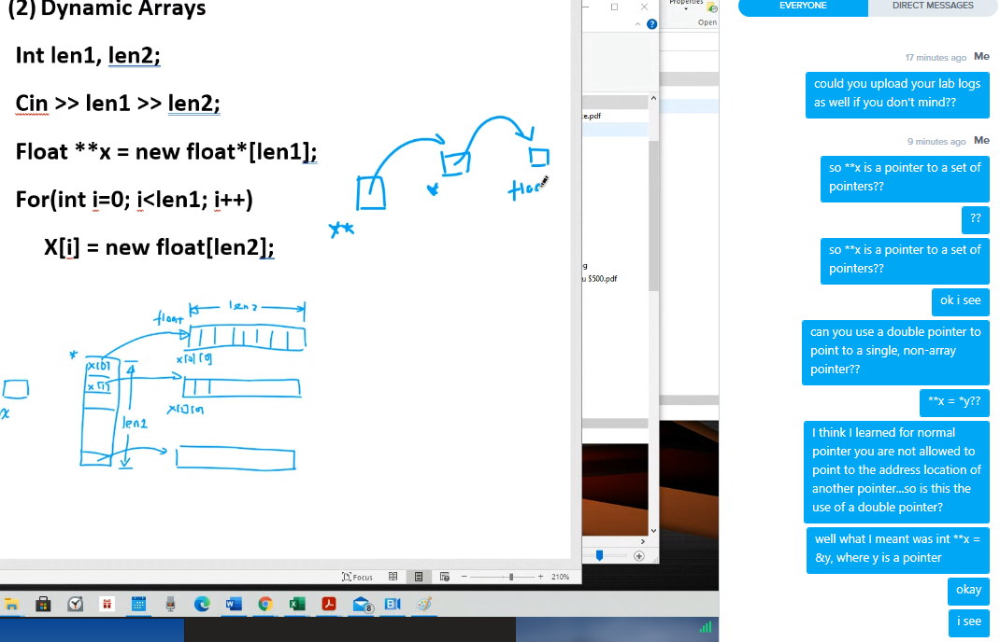 (2) Dynamic Arrays
Int len1, len2;
Cin >> len1 >> len2;
Float **x = new float*[len1];
For(int i=0; i<len1; i++)
X[i] = new float[len2];
**
*
float
len2
*
x[0]
x[0][0]
x[1]
x[1][0]
len1
x
Properties
Open
?
e.pdf
g
u $500.pdf
Focus
210%
8
EVERYONE
DIRECT MESSAGES
17 minutes ago Me
could you upload your lab logs
as well if you don't mind??
9 minutes ago Me
so **x is a pointer to a set of
pointers??
??
so **x is a pointer to a set of
pointers??
ok i see
can you use a double pointer to
point to a single, non-array
pointer??
**x = *y??
I think I learned for normal
pointer you are not allowed to
point to the address location of
another pointer...so is this the
use of a double pointer?
well what I meant was int **x =
&y, where y is a pointer
okay
i see